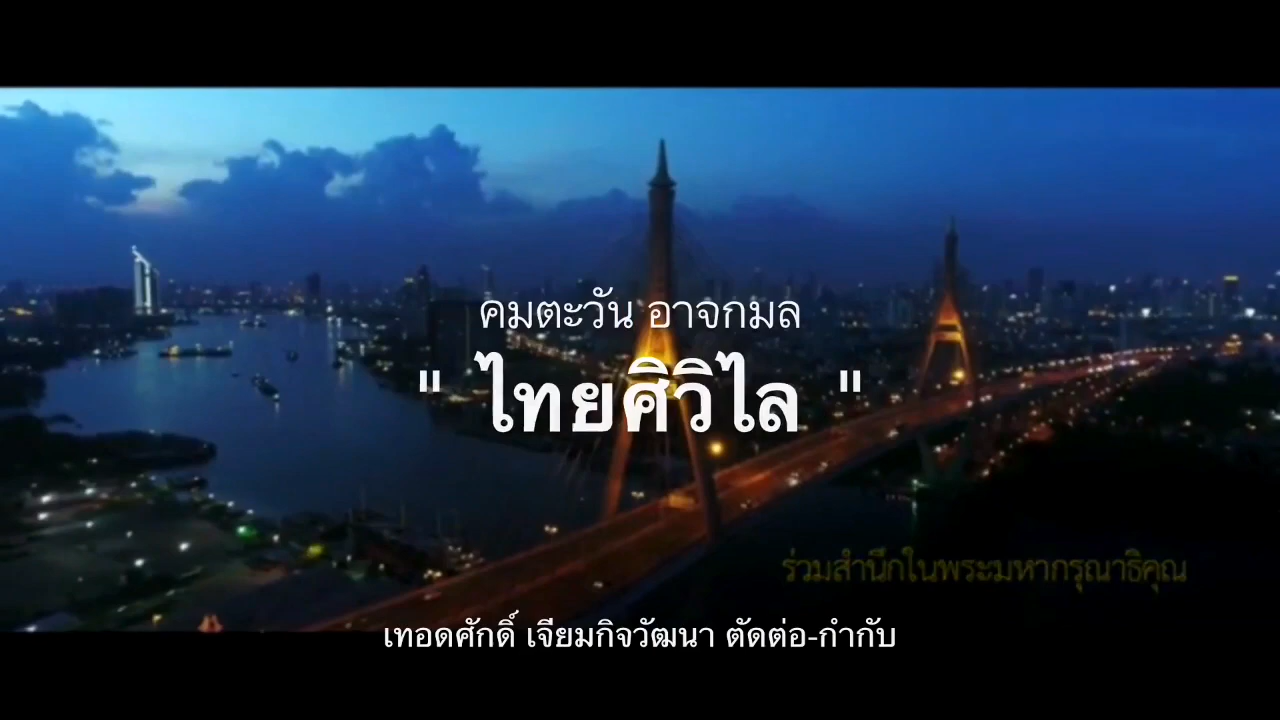 คมตะวัน อาจกมล
" ไทยศิวิไล "
ร่วมสำนึกในพระมหากรุณาธิคุณ
เทอดศักดิ์ เจียมกิจวัฒนา ตัดต่อ-กำกับ